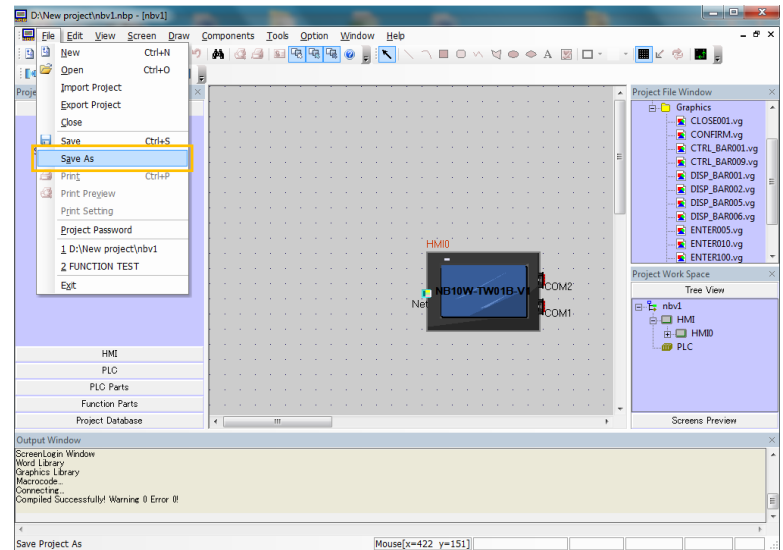 D:\New project\nbv1.nbp - [nbv1]
File Edit View Screen Draw Components Tools Option Window Help
New Ctrl+N
Open Ctrl+O
Import Project
Export Project
Close
Save Ctrl+S
Save As
Print Ctrl+P
Print Preview
Print Setting
Project Password
1 D:\New project\nbv1
2 FUNCTION TEST
Exit
Proje
HMI
PLC
PLC Parts
Function Parts
Project Database
HMI0
NB10W-TW01B-V1
COM2
Net
COM1
Project File Window
Graphics
CLOSE001.vg
CONFIRM.vg
CTRL_BAR001.vg
CTRL_BAR009.vg
DISP_BAR001.vg
DISP_BAR002.vg
DISP_BAR005.vg
DISP_BAR006.vg
ENTER005.vg
ENTER010.vg
ENTER100.vg
Project Work Space
Tree View
nbv1
HMI
HMI0
PLC
Screens Preview
Output Window
ScreenLogin Window
Word Library
Graphics Library
Macrocode...
Connecting...
Compiled Successfully! Warning 0 Error 0!
Save Project As
Mouse[x=422 y=151]